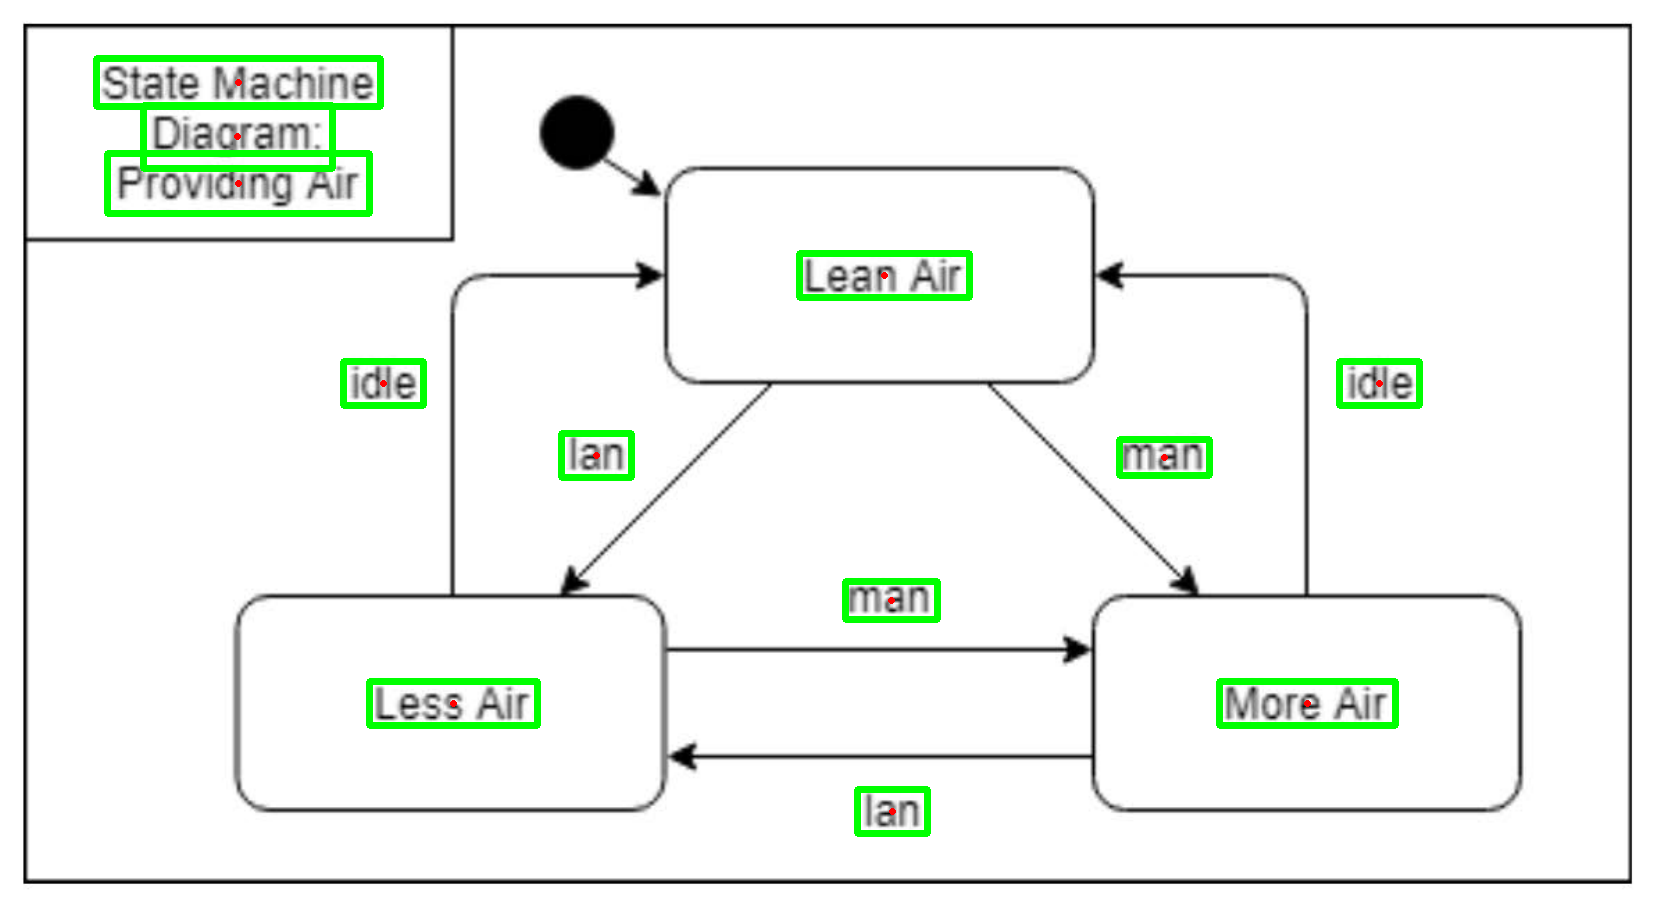 State Machine
Diagram:
Providing Air
Lean Air
idle
idle
lan
man
man
Less Air
More Air
lan